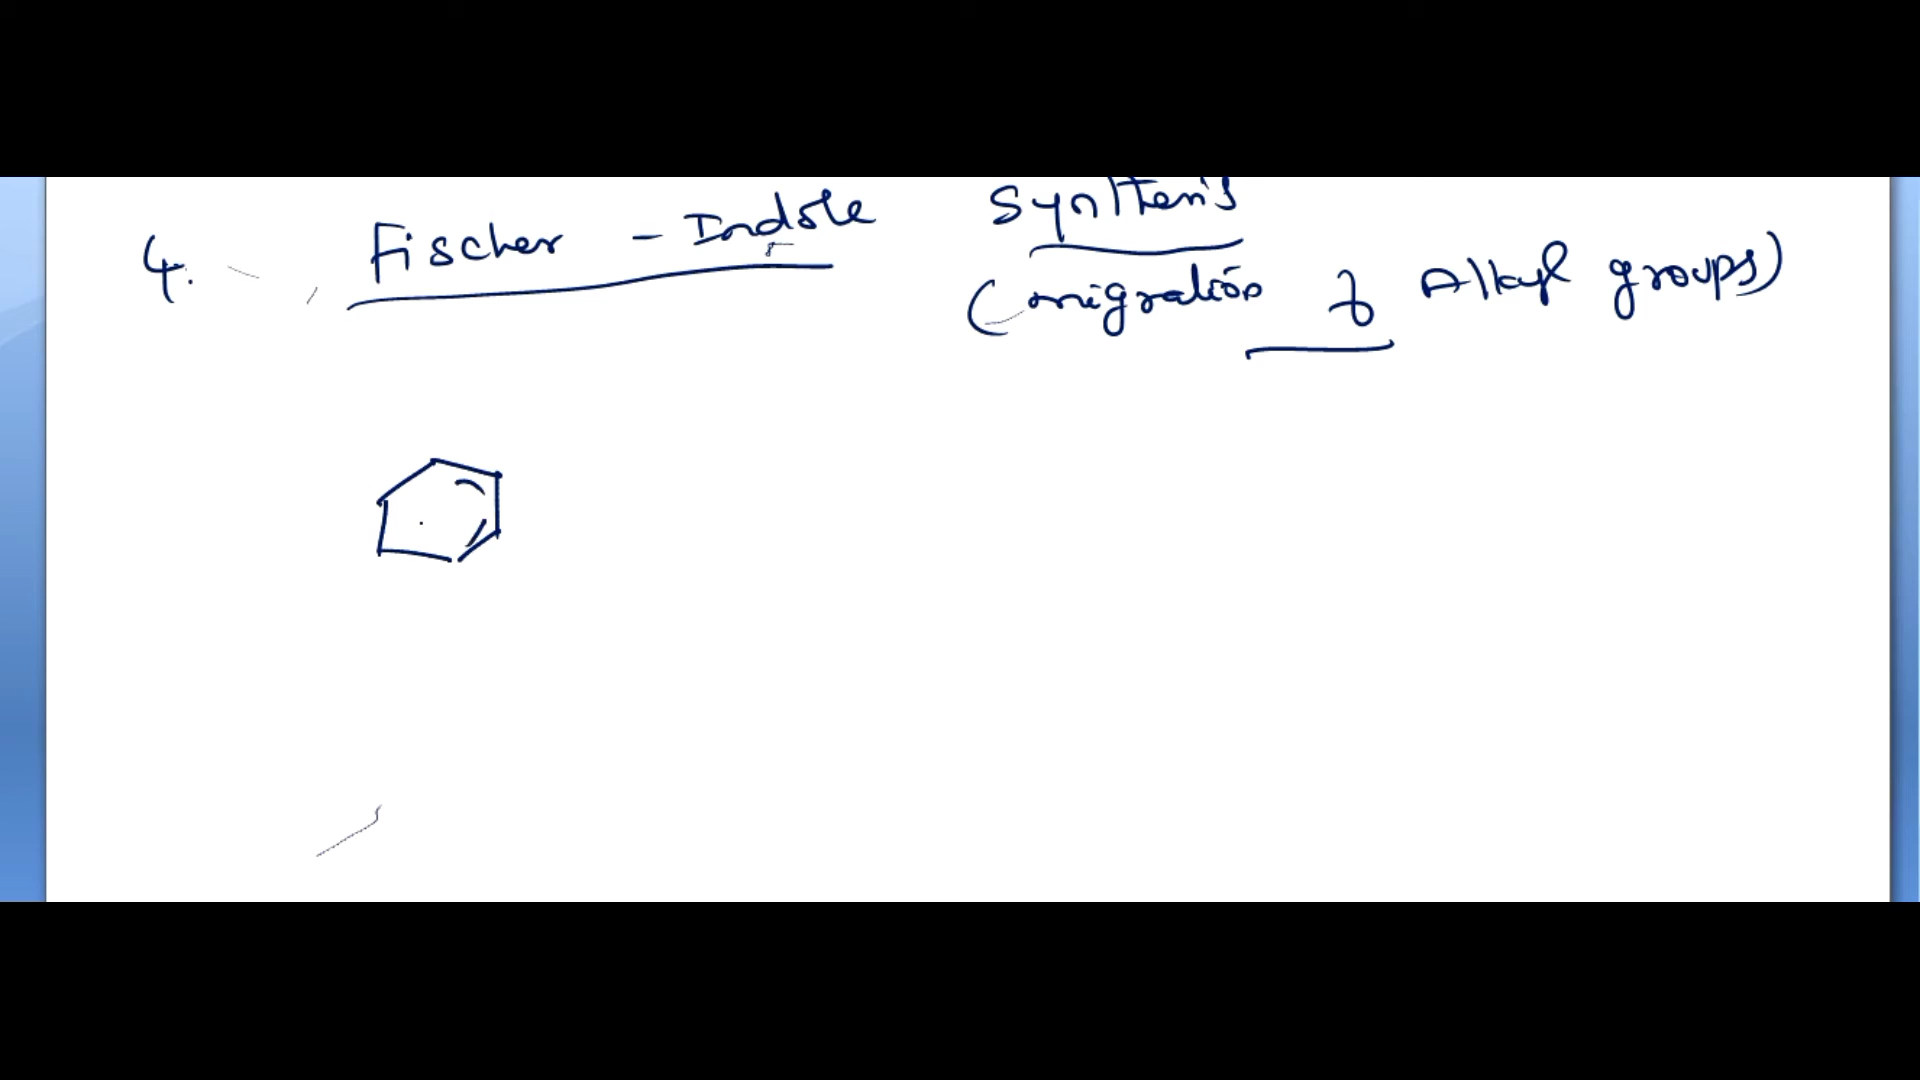 4. Fischer - Indole Synthesis
(migration of Alkyl groups)